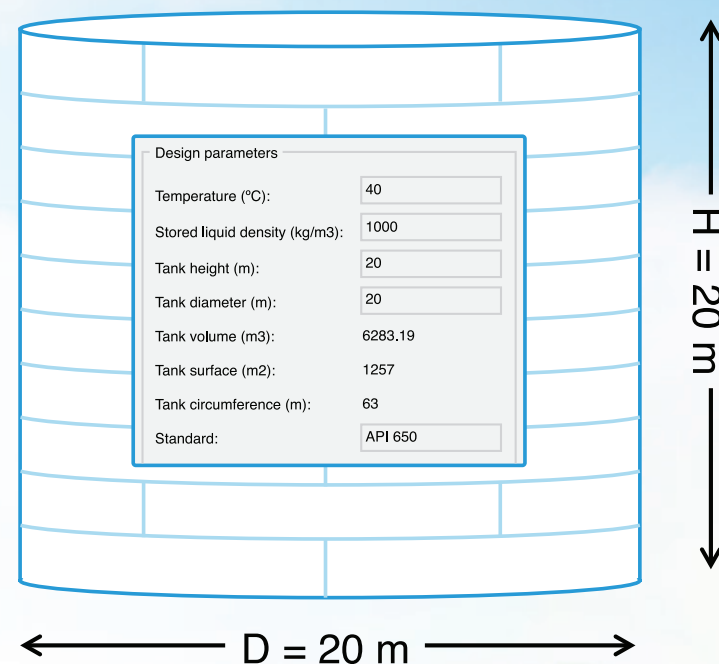 Design parameters
Temperature (ºC): 40
Stored liquid density (kg/m3): 1000
Tank height (m): 20
Tank diameter (m): 20
Tank volume (m3): 6283.19
Tank surface (m2): 1257
Tank circumference (m): 63
Standard: API 650
H = 20 m
D = 20 m